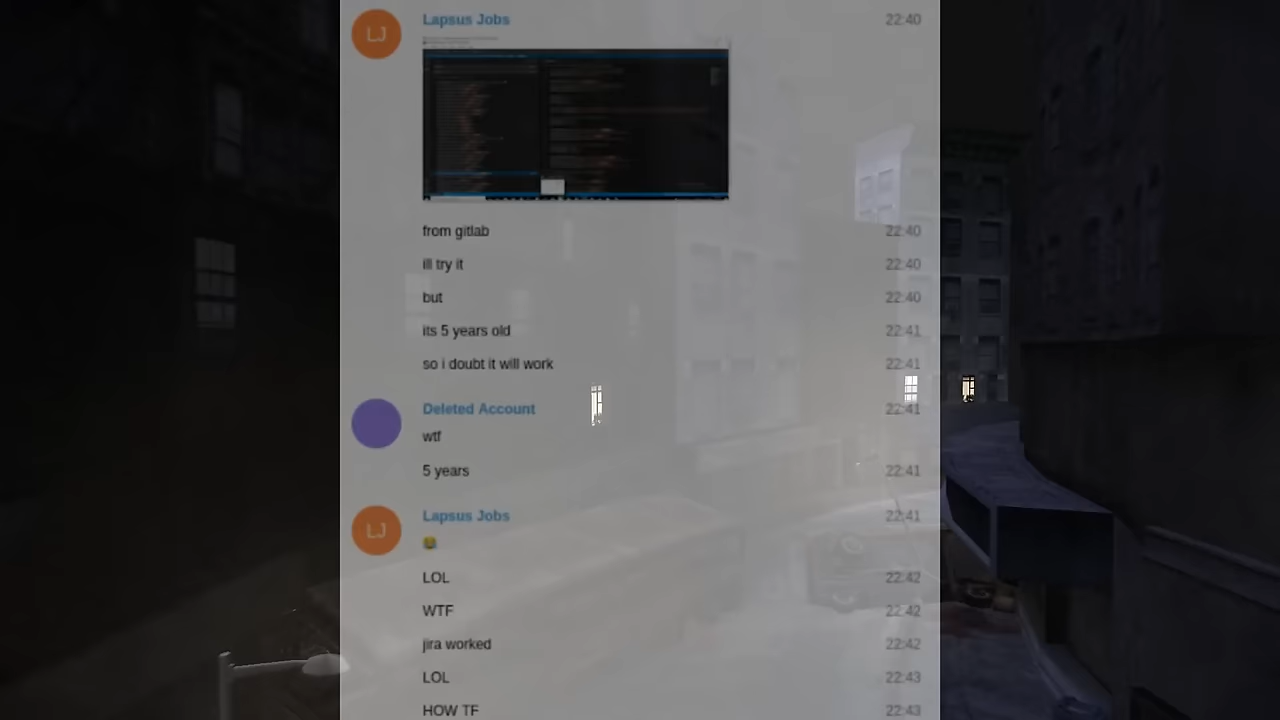 LJ
Lapsus Jobs 22:40
from gitlab 22:40
ill try it 22:40
but 22:40
its 5 years old 22:41
so i doubt it will work 22:41
Deleted Account 22:41
wtf
5 years 22:41
LJ
Lapsus Jobs 22:41
😂
LOL 22:42
WTF 22:42
jira worked 22:42
LOL 22:43
HOW TF 22:43